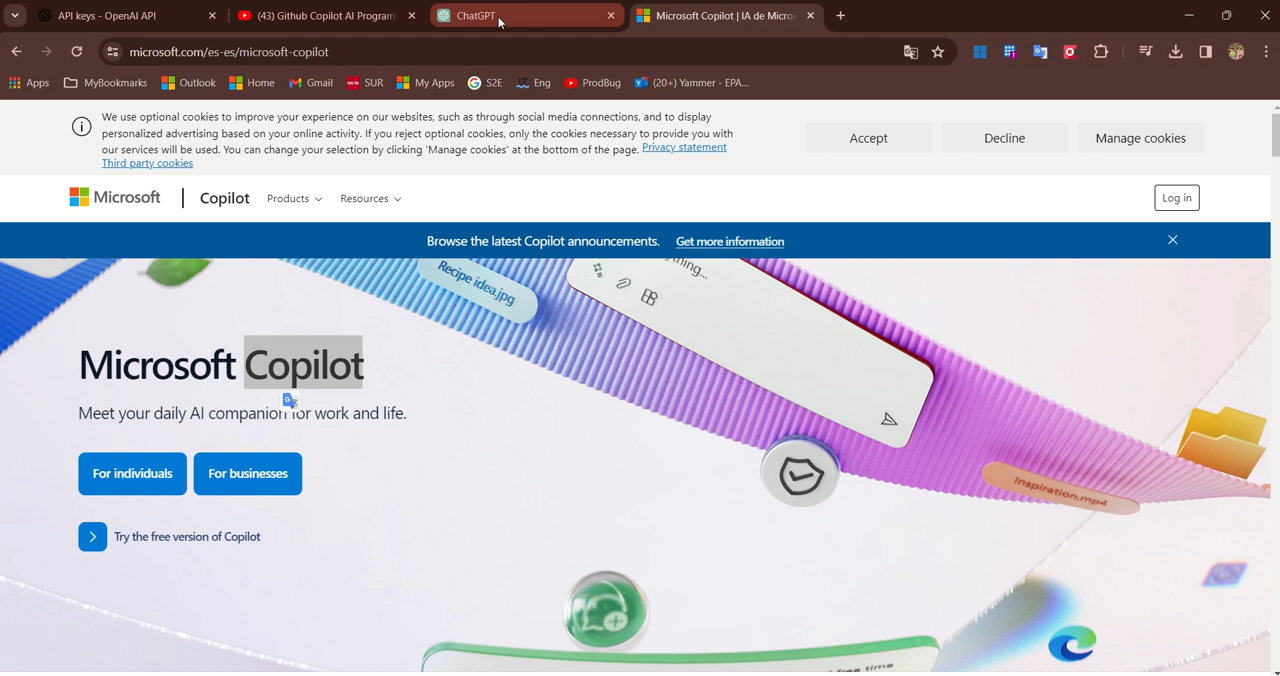 API keys - OpenAI API
(43) Github Copilot AI Program
ChatGPT
Microsoft Copilot | IA de Micros
microsoft.com/es-es/microsoft-copilot
Apps
MyBookmarks
Outlook
Home
Gmail
SUR
My Apps
S2E
Eng
ProdBug
(20+) Yammer - EPA...
We use optional cookies to improve your experience on our websites, such as through social media connections, and to display
personalized advertising based on your online activity. If you reject optional cookies, only the cookies necessary to provide you with
our services will be used. You can change your selection by clicking 'Manage cookies' at the bottom of the page. Privacy statement
Third party cookies
Accept
Decline
Manage cookies
Microsoft
Copilot
Products
Resources
Log in
Browse the latest Copilot announcements. Get more information
Recipe idea.jpg
Microsoft Copilot
Meet your daily AI companion for work and life.
For individuals
For businesses
Inspiration.mp4
Try the free version of Copilot